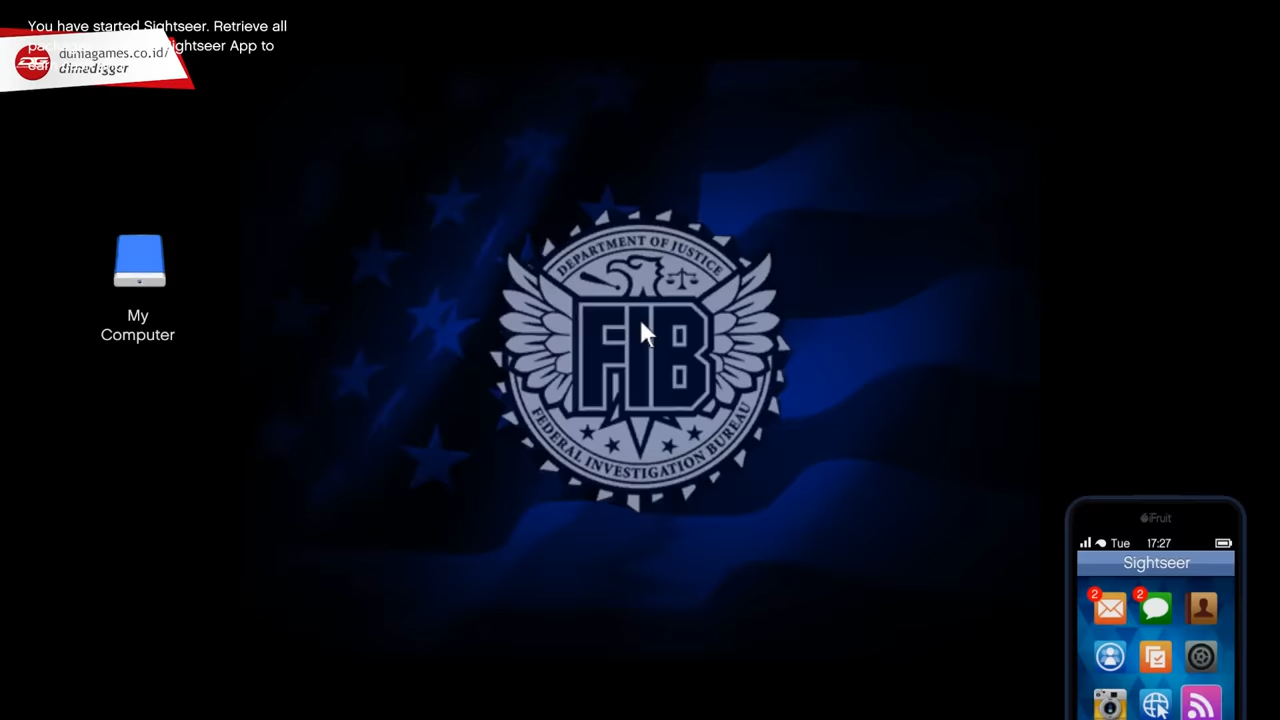 You have started Sightseer. Retrieve all
ightseer App to
duniagames.co.id/
dimedigger
My
Computer
DEPARTMENT OF JUSTICE
FIB
FEDERAL INVESTIGATION BUREAU
iFruit
Tue 17:27
Sightseer
2 2